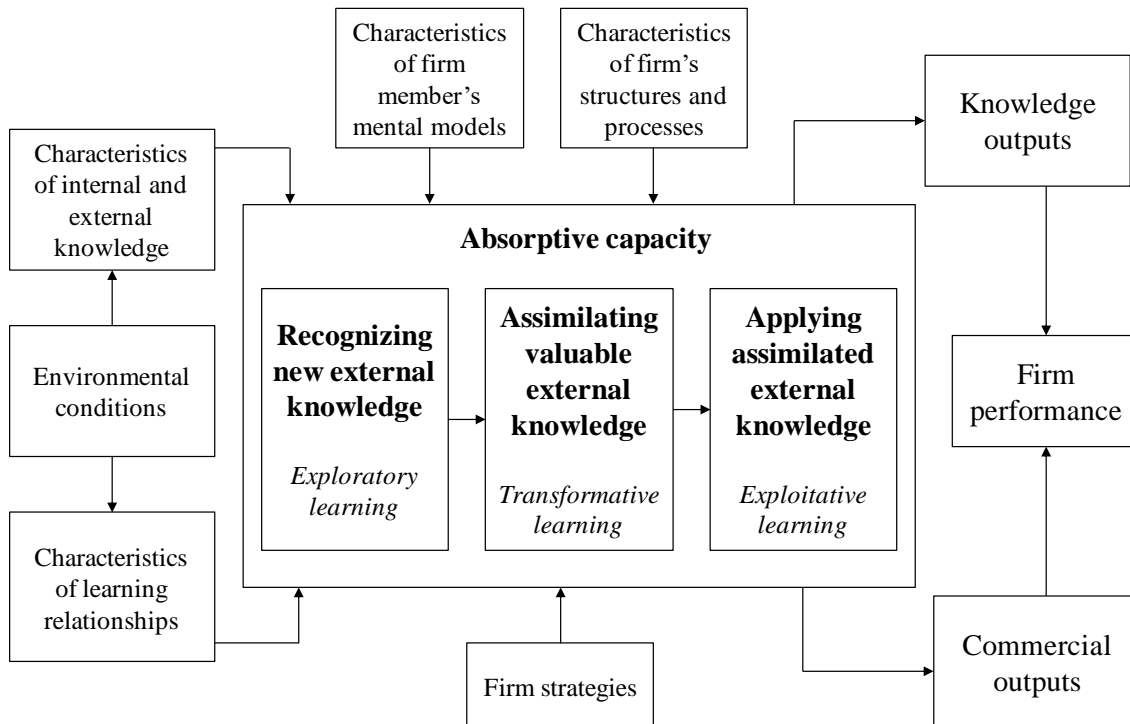 Characteristics
of firm
member’s
mental models
Characteristics
of firm’s
structures and
processes
Knowledge
outputs
Characteristics
of internal and
external
knowledge
Absorptive capacity
Recognizing
new external
knowledge
Exploratory
learning
Assimilating
valuable
external
knowledge
Transformative
learning
Applying
assimilated
external
knowledge
Exploitative
learning
Environmental
conditions
Firm
performance
Characteristics
of learning
relationships
Firm strategies
Commercial
outputs